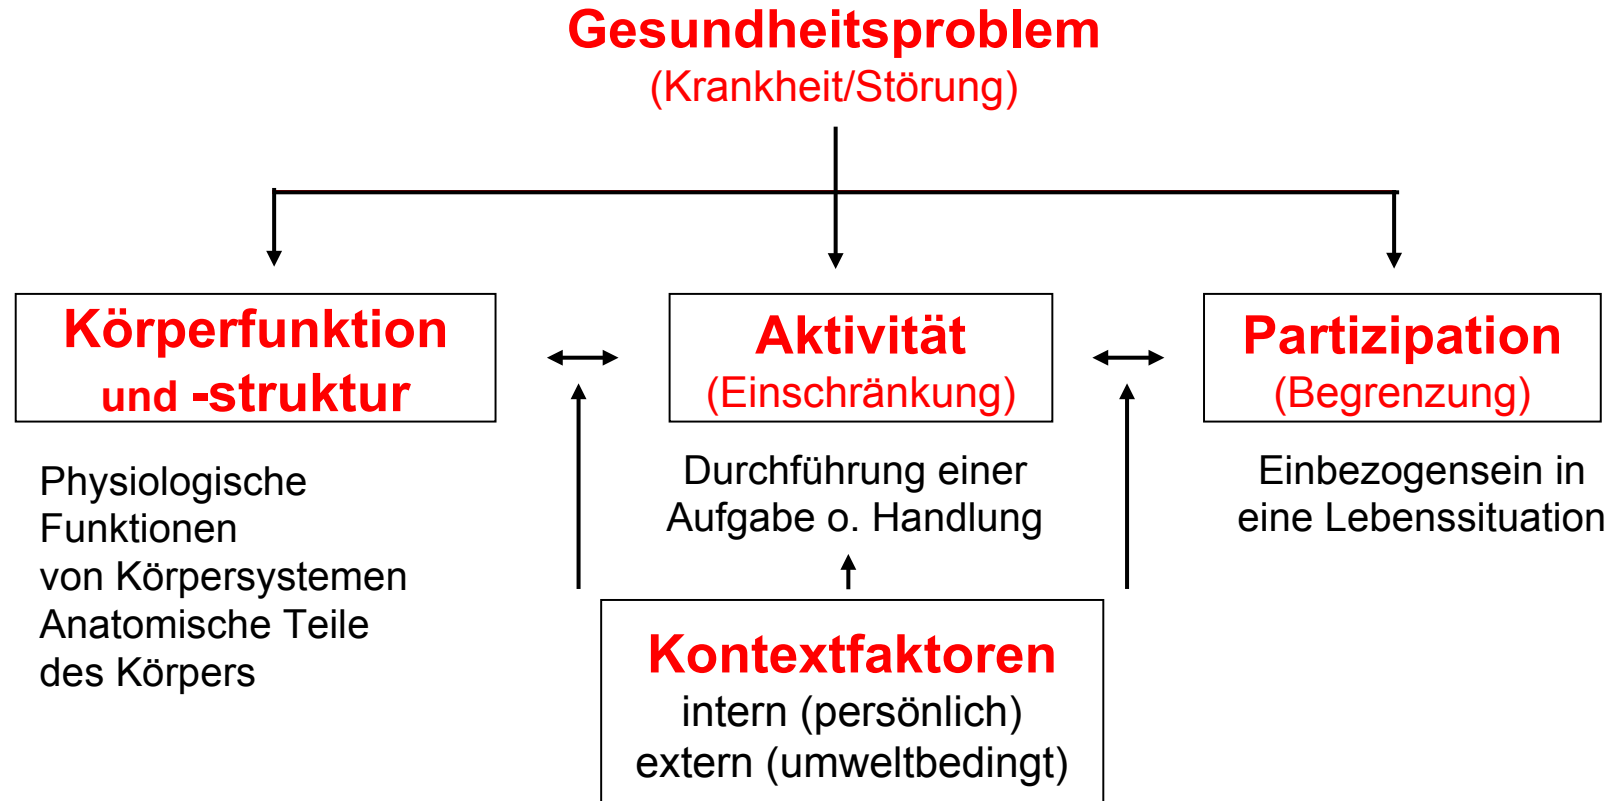 Gesundheitsproblem
(Krankheit/Störung)
Körperfunktion
und -struktur
Physiologische
Funktionen
von Körpersystemen
Anatomische Teile
des Körpers
Aktivität
(Einschränkung)
Durchführung einer
Aufgabe o. Handlung
Partizipation
(Begrenzung)
Einbezogensein in
eine Lebenssituation
Kontextfaktoren
intern (persönlich)
extern (umweltbedingt)